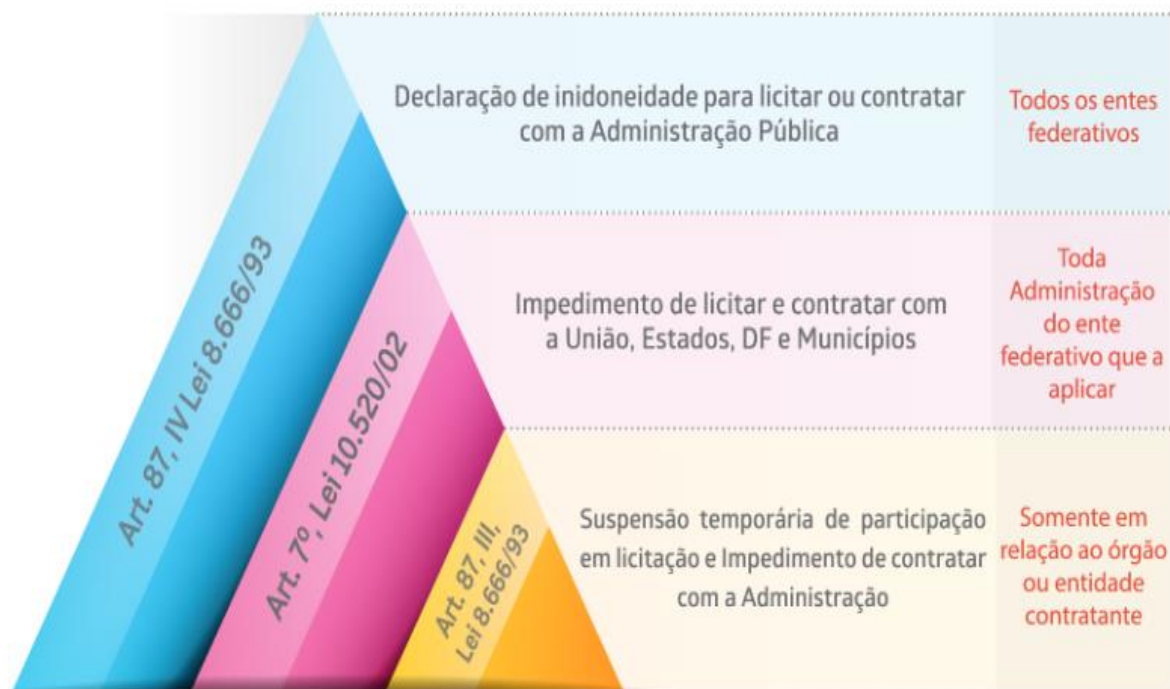 Declaração de inidoneidade para licitar ou contratar
com a Administração Pública
Todos os entes
federativos
Art. 87, IV Lei 8.666/93
Impedimento de licitar e contratar com
a União, Estados, DF e Municípios
Toda
Administração
do ente
federativo que a
aplicar
Art. 7º, Lei 10.520/02
Suspensão temporária de participação
em licitação e Impedimento de contratar
com a Administração
Somente em
relação ao órgão
ou entidade
contratante
Art. 87, III,
Lei 8.666/93